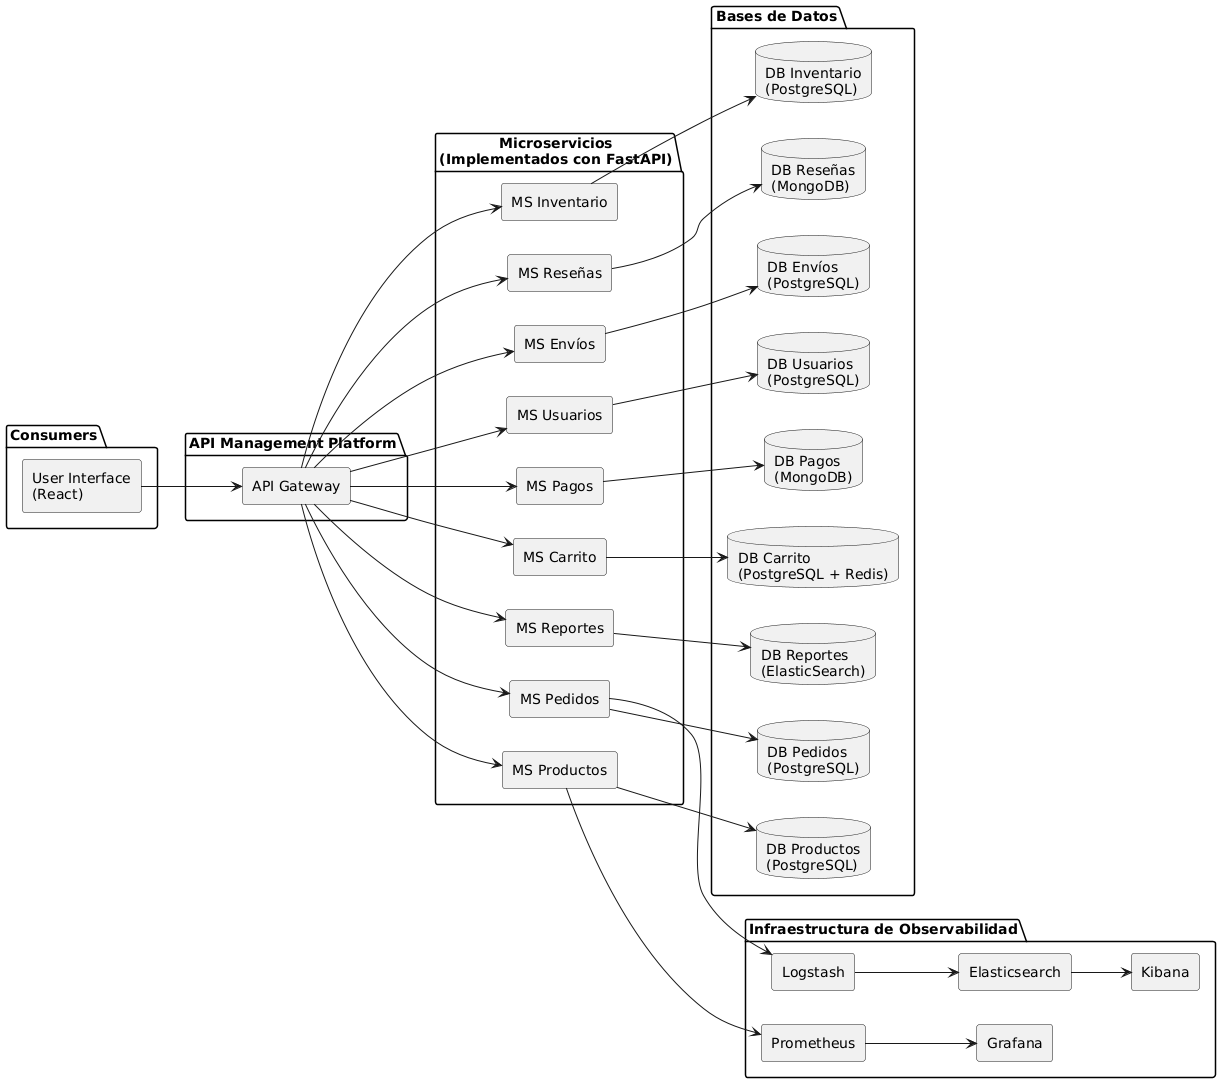 Consumers
User Interface
(React)
API Management Platform
API Gateway
Microservicios
(Implementados con FastAPI)
MS Inventario
MS Reseñas
MS Envíos
MS Usuarios
MS Pagos
MS Carrito
MS Reportes
MS Pedidos
MS Productos
Bases de Datos
DB Inventario
(PostgreSQL)
DB Reseñas
(MongoDB)
DB Envíos
(PostgreSQL)
DB Usuarios
(PostgreSQL)
DB Pagos
(MongoDB)
DB Carrito
(PostgreSQL + Redis)
DB Reportes
(ElasticSearch)
DB Pedidos
(PostgreSQL)
DB Productos
(PostgreSQL)
Infraestructura de Observabilidad
Logstash
Elasticsearch
Kibana
Prometheus
Grafana